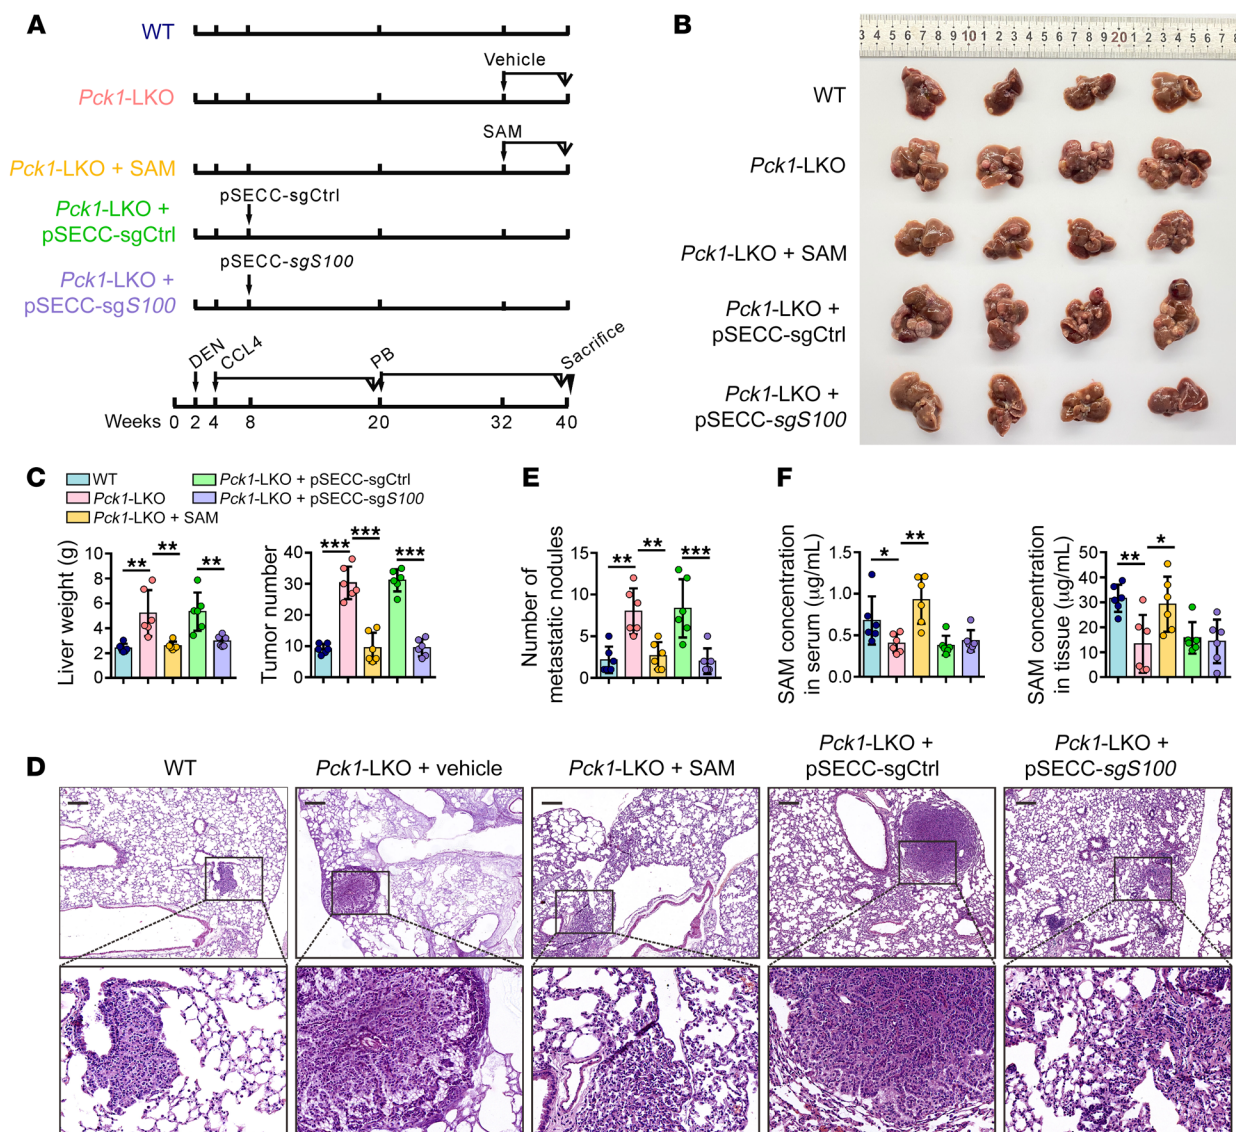 A
WT
Vehicle
Pck1-LKO
SAM
Pck1-LKO + SAM
pSECC-sgCtrl
Pck1-LKO +
pSECC-sgCtrl
pSECC-sgS100
Pck1-LKO +
pSECC-sgS100
DEN
CCL4
PB
Sacrifice
Weeks 0 2 4 8 20 32 40
B
3 4 5 6 7 8 9 10 1 2 3 4 5 6 7 8 9 20 1 2 3 4 5 6 7 8
WT
Pck1-LKO
Pck1-LKO + SAM
Pck1-LKO +
pSECC-sgCtrl
Pck1-LKO +
pSECC-sgS100
C
WT
Pck1-LKO
Pck1-LKO + SAM
Pck1-LKO + pSECC-sgCtrl
Pck1-LKO + pSECC-sgS100
Liver weight (g)
10
8
6
4
2
0
** ** **
Tumor number
40
30
20
10
0
*** *** ***
E
Number of
metastatic nodules
15
10
5
0
** ** ***
F
SAM concentration
in serum (µg/mL)
1.5
1.0
0.5
0.0
* **
SAM concentration
in tissue (µg/mL)
50
40
30
20
10
0
** *
D
WT
Pck1-LKO + vehicle
Pck1-LKO + SAM
Pck1-LKO +
pSECC-sgCtrl
Pck1-LKO +
pSECC-sgS100